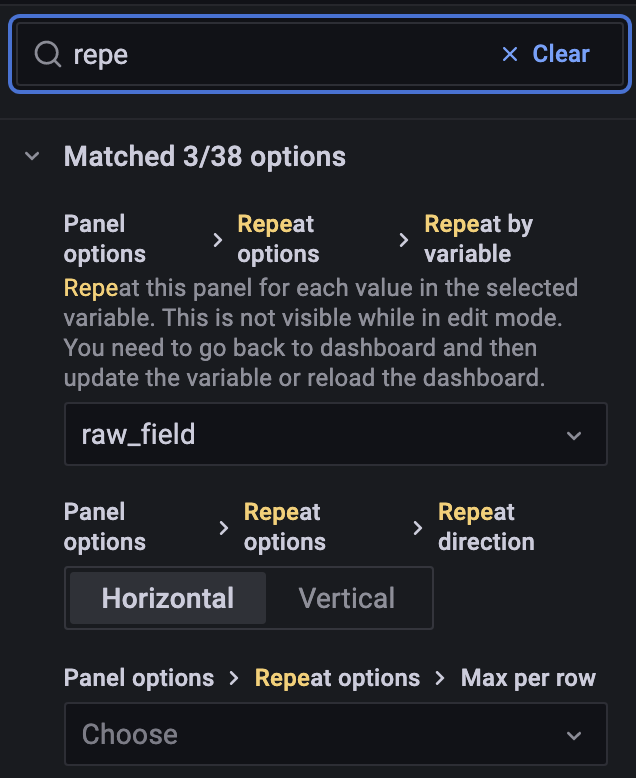 repe
Clear
Matched 3/38 options
Panel options > Repeat options > Repeat by variable
Repeat this panel for each value in the selected
variable. This is not visible while in edit mode.
You need to go back to dashboard and then
update the variable or reload the dashboard.
raw_field
Panel options > Repeat options > Repeat direction
Horizontal Vertical
Panel options > Repeat options > Max per row
Choose